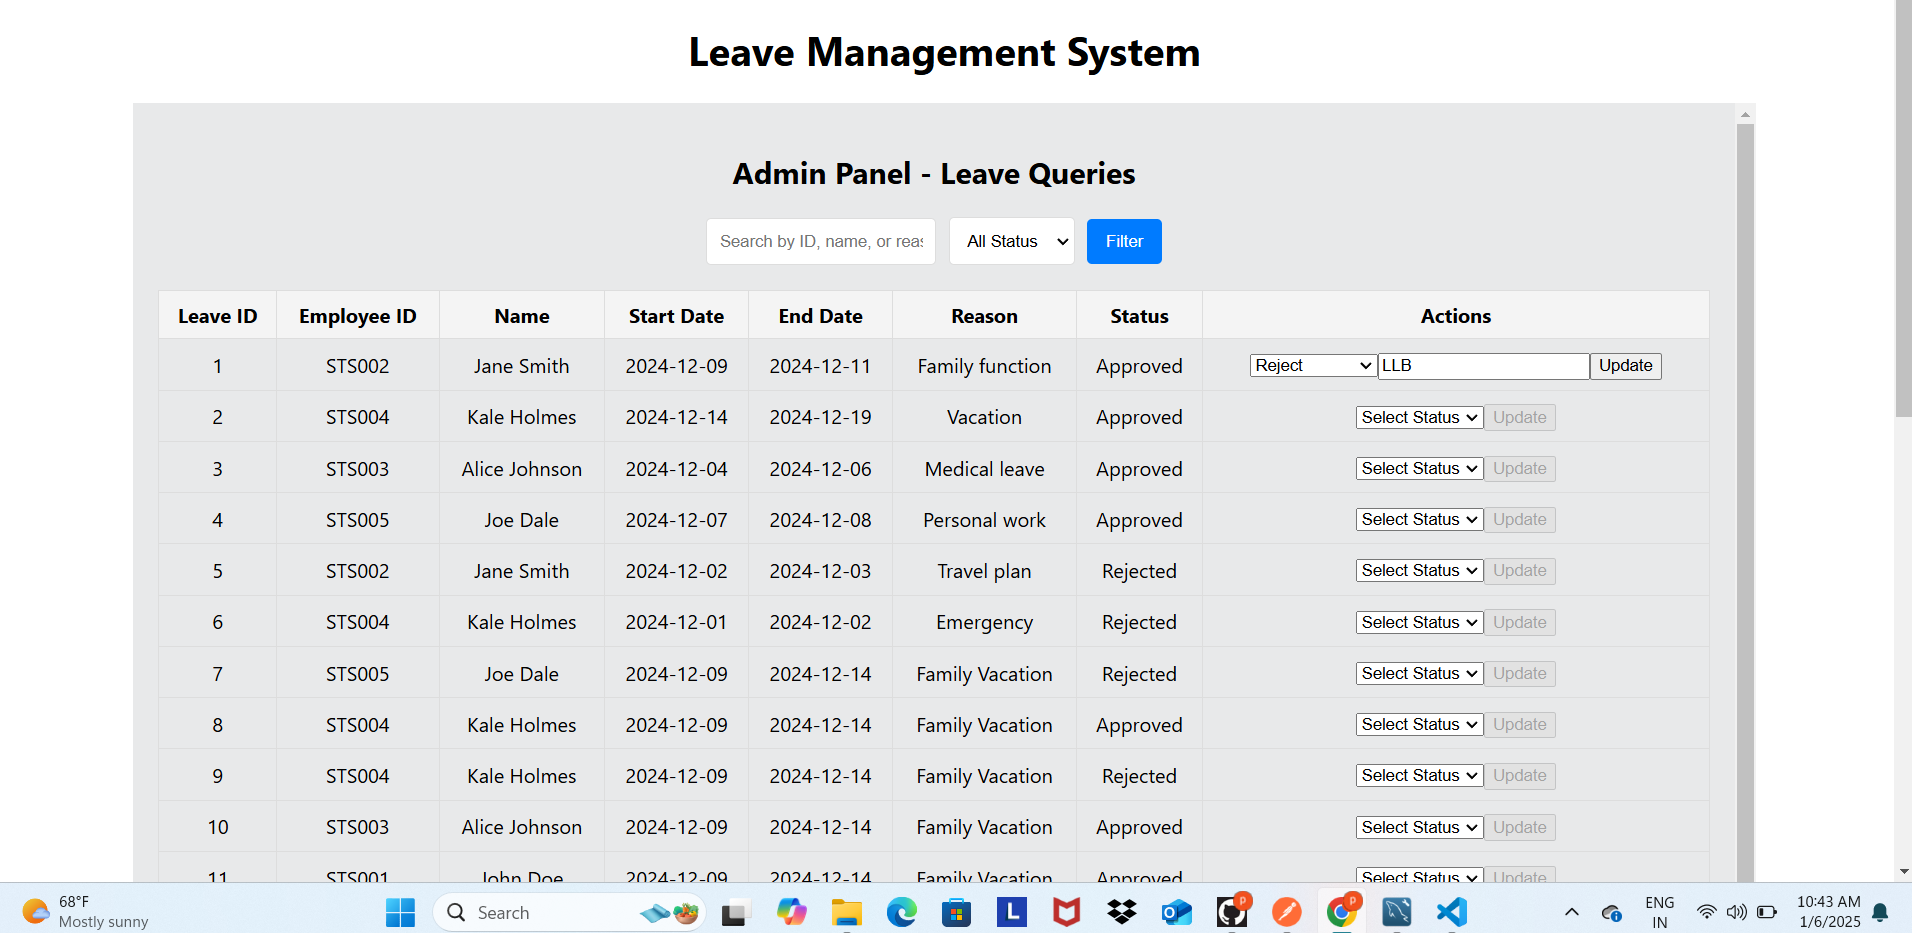 Leave Management System
Admin Panel - Leave Queries
Search by ID, name, or reas All Status Filter
Leave ID Employee ID Name Start Date End Date Reason Status Actions
1 STS002 Jane Smith 2024-12-09 2024-12-11 Family function Approved Reject LLB Update
2 STS004 Kale Holmes 2024-12-14 2024-12-19 Vacation Approved Select Status Update
3 STS003 Alice Johnson 2024-12-04 2024-12-06 Medical leave Approved Select Status Update
4 STS005 Joe Dale 2024-12-07 2024-12-08 Personal work Approved Select Status Update
5 STS002 Jane Smith 2024-12-02 2024-12-03 Travel plan Rejected Select Status Update
6 STS004 Kale Holmes 2024-12-01 2024-12-02 Emergency Rejected Select Status Update
7 STS005 Joe Dale 2024-12-09 2024-12-14 Family Vacation Rejected Select Status Update
8 STS004 Kale Holmes 2024-12-09 2024-12-14 Family Vacation Approved Select Status Update
9 STS004 Kale Holmes 2024-12-09 2024-12-14 Family Vacation Rejected Select Status Update
10 STS003 Alice Johnson 2024-12-09 2024-12-14 Family Vacation Approved Select Status Update
11 STS001 John Doe 2024-12-09 2024-12-14 Family Vacation Approved Select Status Update
68°F
Mostly sunny
Search
L
P
P
ENG
IN
10:43 AM
1/6/2025